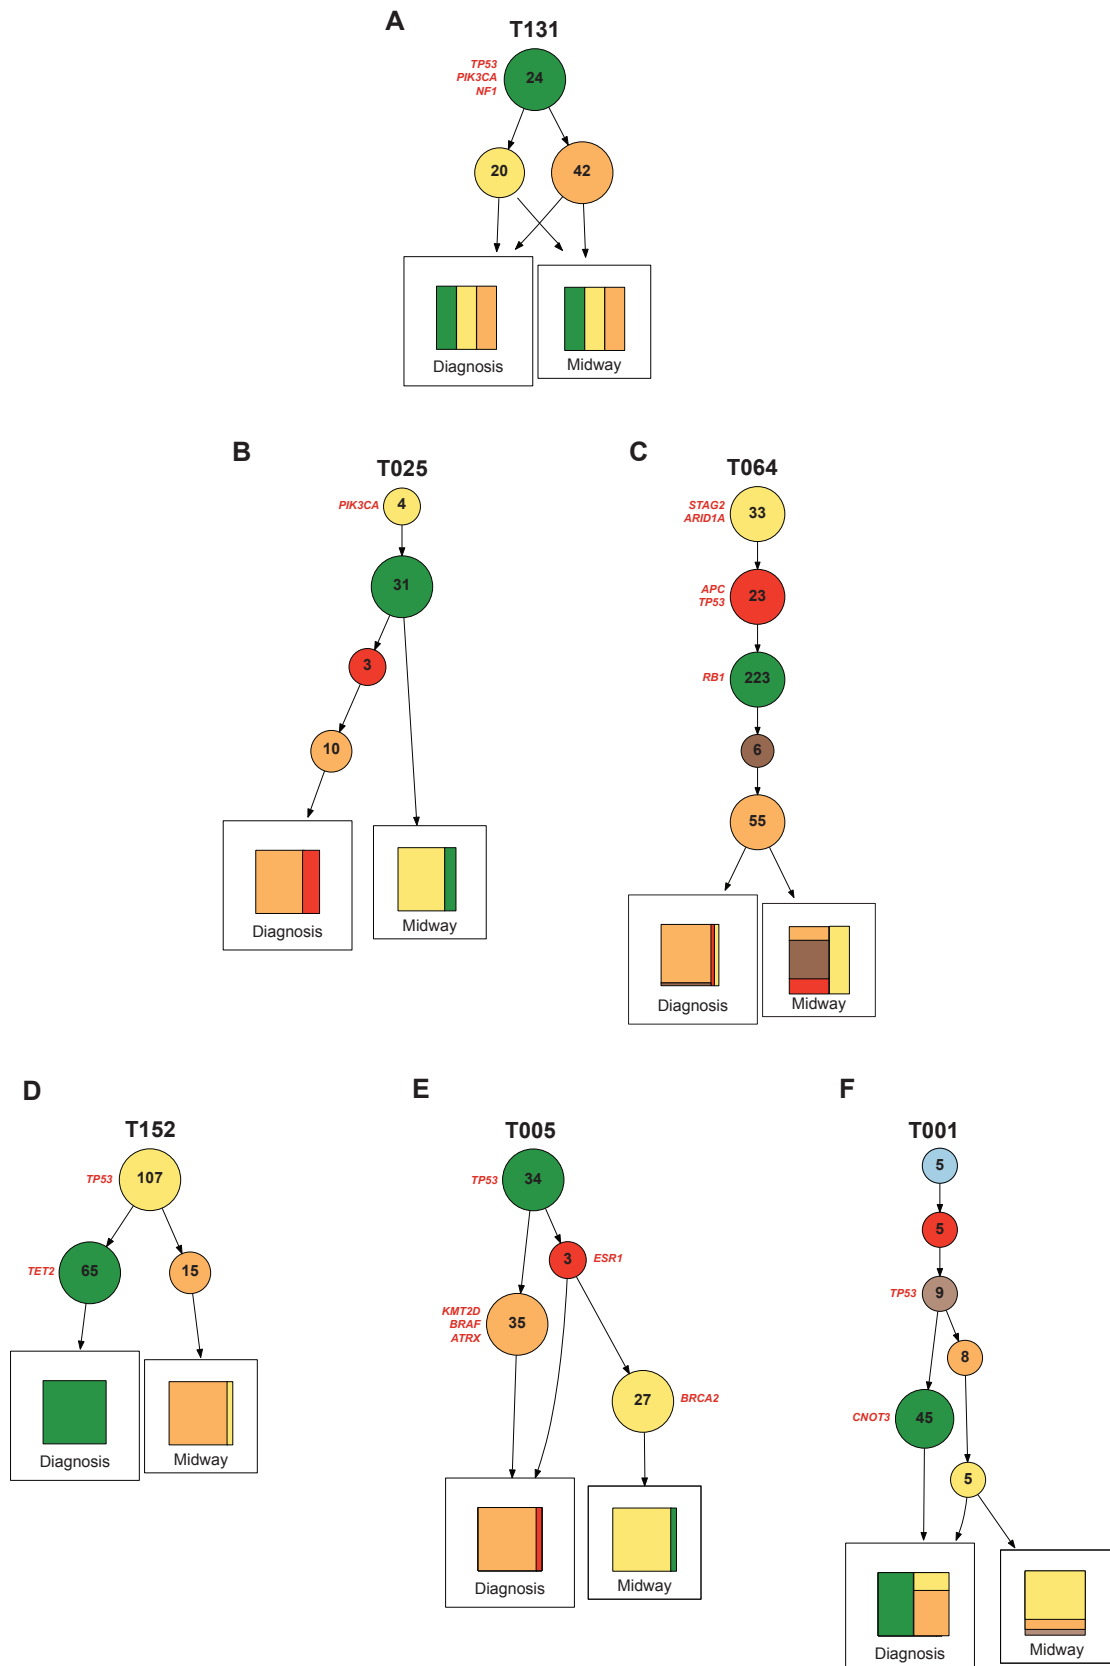 A
T131
TP53
PIK3CA
NF1
24
20
42
Diagnosis
Midway
B
T025
PIK3CA
4
31
3
10
Diagnosis
Midway
C
T064
STAG2
ARID1A
33
APC
TP53
23
RB1
223
6
55
Diagnosis
Midway
D
T152
TP53
107
TET2
65
15
Diagnosis
Midway
E
T005
TP53
34
3
ESR1
KMT2D
BRAF
ATRX
35
27
BRCA2
Diagnosis
Midway
F
T001
5
5
TP53
9
8
CNOT3
45
5
Diagnosis
Midway